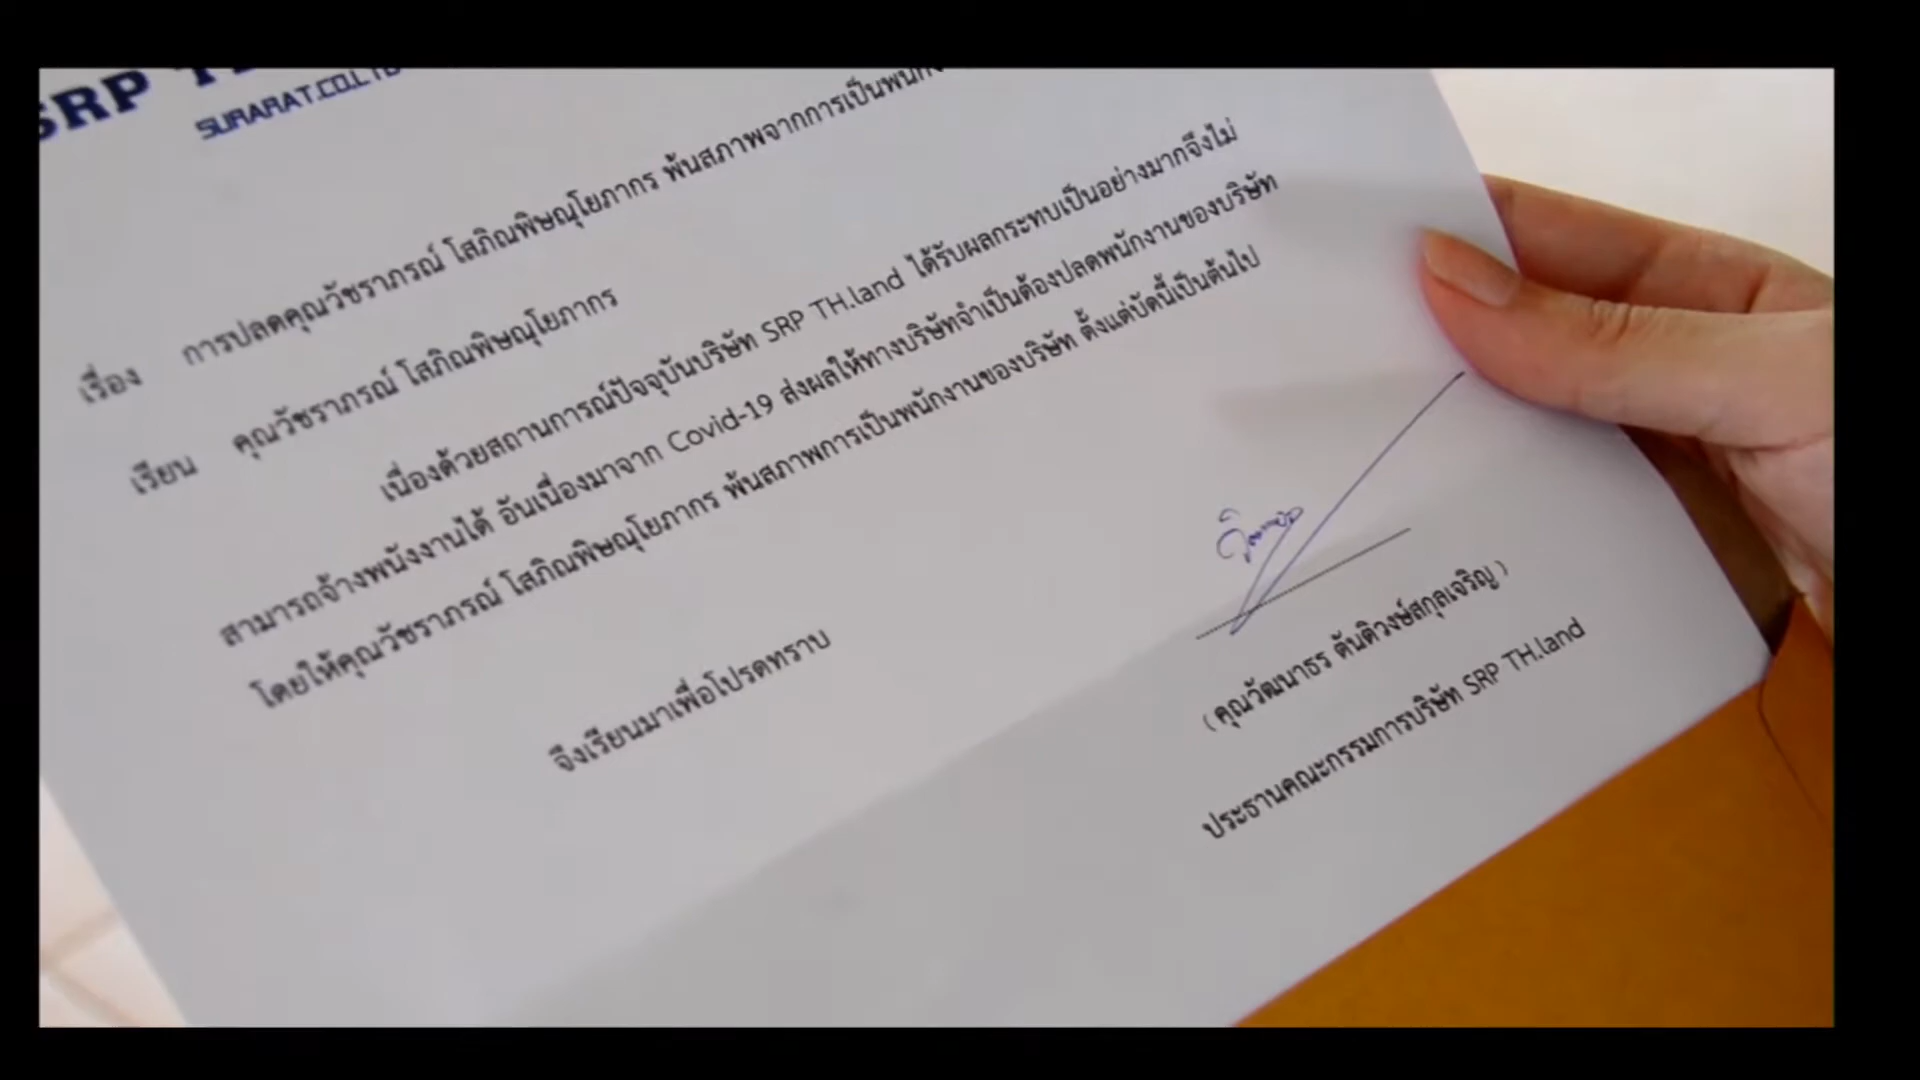 SRP
SURARAT.CO.LTD
เรื่อง การปลดคุณวัชราภรณ์ โสภิณพิษณุโยภากร พ้นสภาพจากการเป็น
เรียน คุณวัชราภรณ์ โสภิณพิษณุโยภากร
เนื่องด้วยสถานการณ์ปัจจุบันบริษัท SRP TH.land ได้รับผลกระทบเป็นอย่างมากจึงไม่
สามารถจ้างพนังงานได้ อันเนื่องมาจาก Covid-19 ส่งผลให้ทางบริษัทจำเป็นต้องปลดพนักงานของบริษัท
โดยให้คุณวัชราภรณ์ โสภิณพิษณุโยภากร พ้นสภาพการเป็นพนักงานของบริษัท ตั้งแต่บัดนี้เป็นต้นไป
จึงเรียนมาเพื่อโปรดทราบ
( คุณวัฒนาธร ตันติวงษ์สกุลเจริญ )
ประธานคณะกรรมการบริษัท SRP TH.land